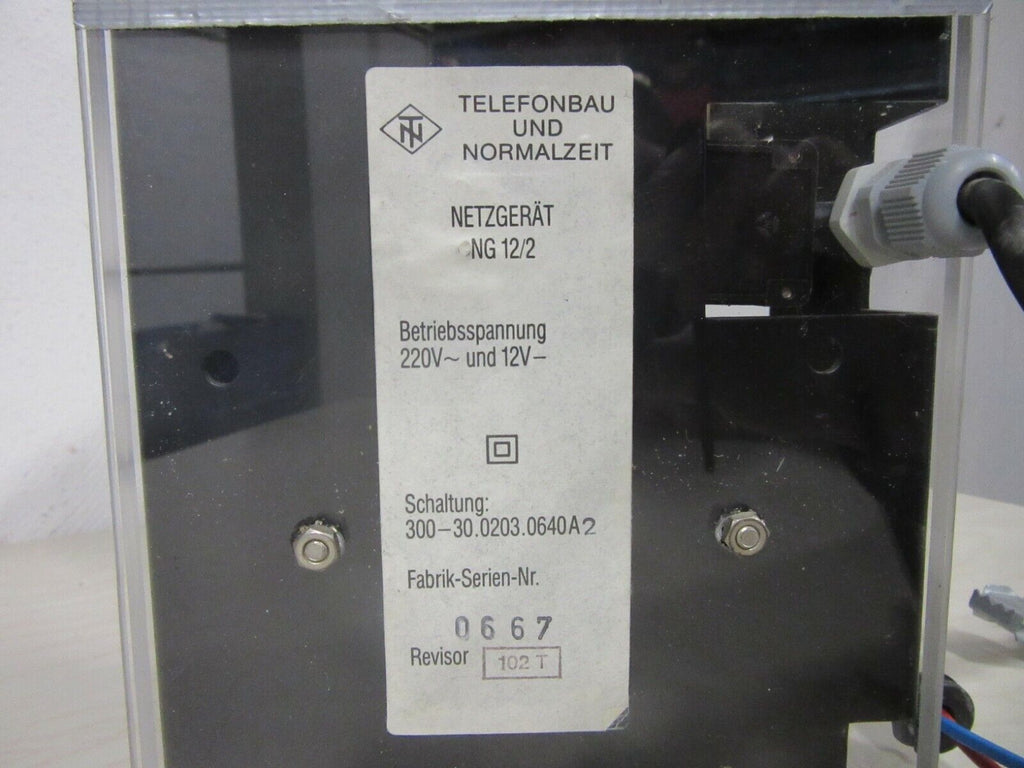 TN
TELEFONBAU
UND
NORMALZEIT
NETZGERÄT
NG 12/2
Betriebsspannung
220V~ und 12V–
Schaltung:
300–30.0203.0640A2
Fabrik-Serien-Nr.
0667
Revisor 102 T